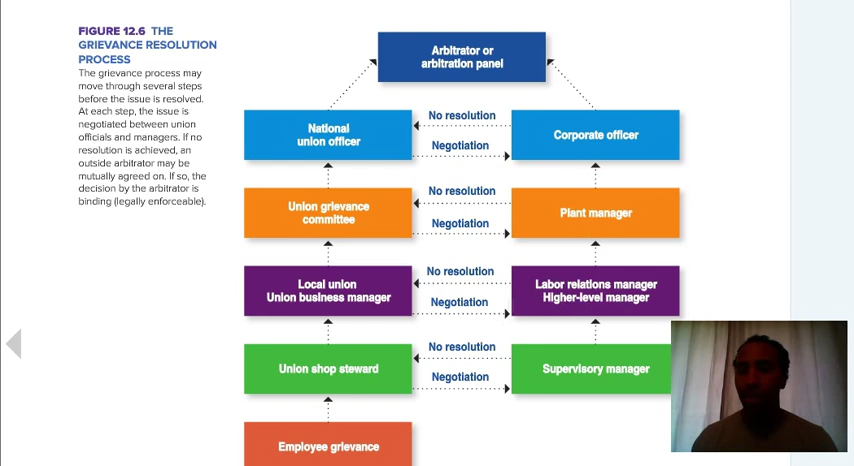 FIGURE 12.6 THE
GRIEVANCE RESOLUTION
PROCESS
The grievance process may
move through several steps
before the issue is resolved.
At each step, the issue is
negotiated between union
officials and managers. If no
resolution is achieved, an
outside arbitrator may be
mutually agreed on. If so, the
decision by the arbitrator is
binding (legally enforceable).
Arbitrator or
arbitration panel
National
union officer
No resolution
Negotiation
Corporate officer
Union grievance
committee
No resolution
Negotiation
Plant manager
Local union
Union business manager
No resolution
Negotiation
Labor relations manager
Higher-level manager
Union shop steward
No resolution
Negotiation
Supervisory manager
Employee grievance